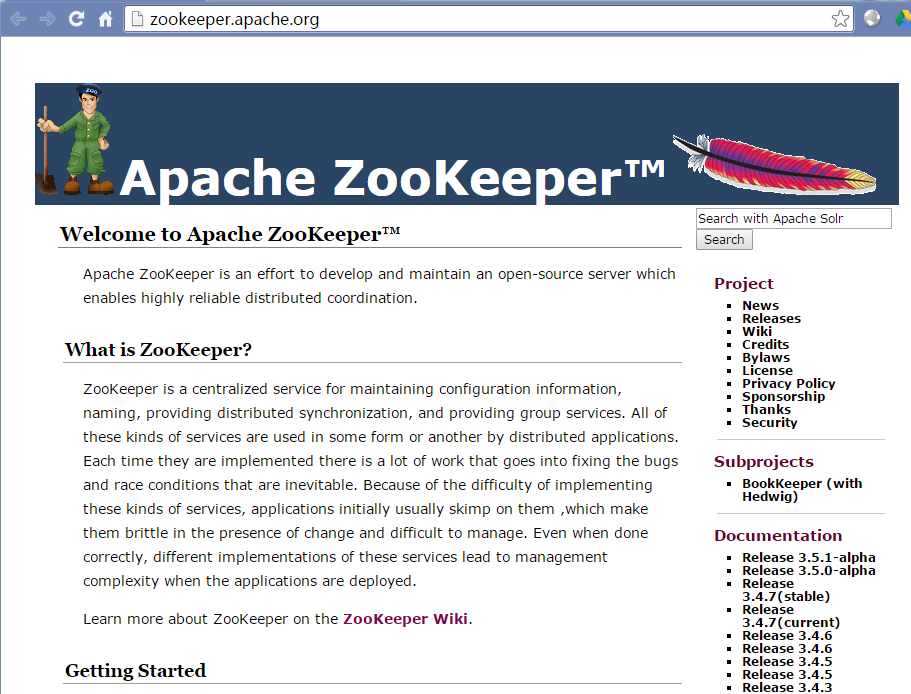 zookeeper.apache.org
ZOO
Apache ZooKeeper™
Search with Apache Solr
Search
Welcome to Apache ZooKeeper™
Apache ZooKeeper is an effort to develop and maintain an open-source server which
enables highly reliable distributed coordination.
What is ZooKeeper?
ZooKeeper is a centralized service for maintaining configuration information,
naming, providing distributed synchronization, and providing group services. All of
these kinds of services are used in some form or another by distributed applications.
Each time they are implemented there is a lot of work that goes into fixing the bugs
and race conditions that are inevitable. Because of the difficulty of implementing
these kinds of services, applications initially usually skimp on them ,which make
them brittle in the presence of change and difficult to manage. Even when done
correctly, different implementations of these services lead to management
complexity when the applications are deployed.
Learn more about ZooKeeper on the ZooKeeper Wiki.
Getting Started
Project
News
Releases
Wiki
Credits
Bylaws
License
Privacy Policy
Sponsorship
Thanks
Security
Subprojects
BookKeeper (with
Hedwig)
Documentation
Release 3.5.1-alpha
Release 3.5.0-alpha
Release
3.4.7(stable)
Release
3.4.7(current)
Release 3.4.6
Release 3.4.6
Release 3.4.5
Release 3.4.5
Release 3.4.3